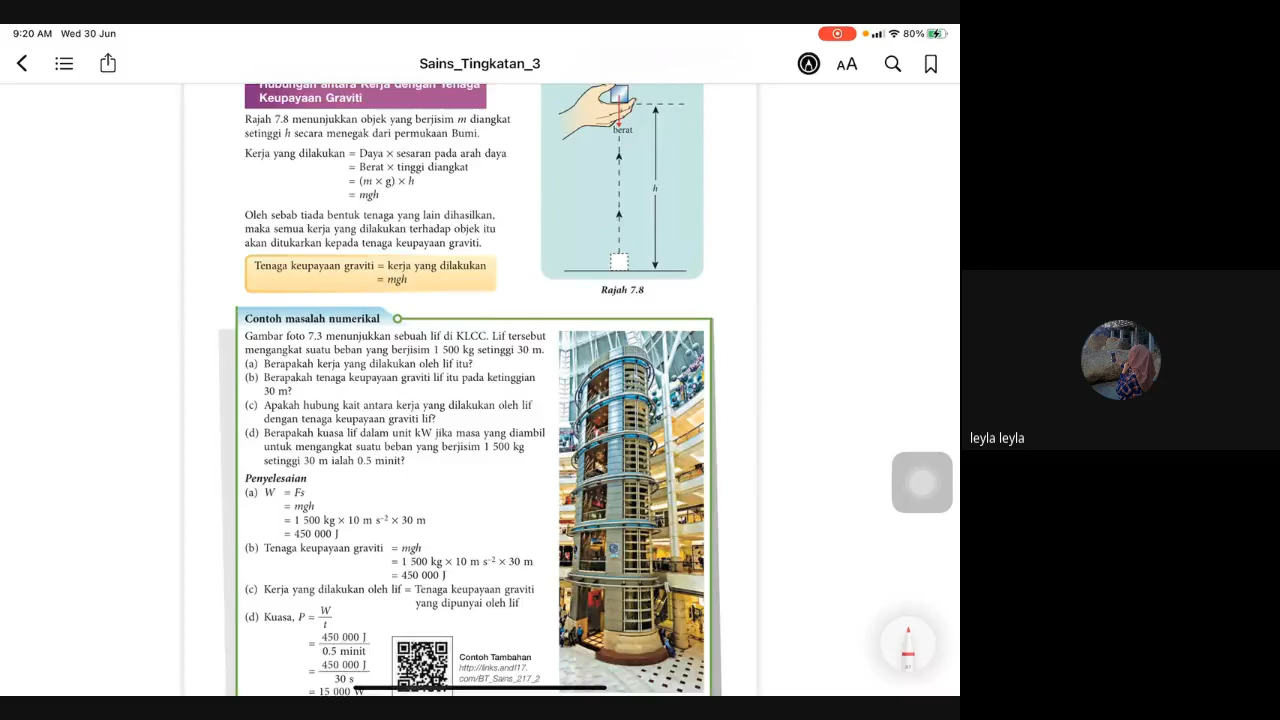 9:20 AM Wed 30 Jun
80%
Sains_Tingkatan_3
AA
Hubungan antara Kerja dengan Tenaga
Keupayaan Graviti
Rajah 7.8 menunjukkan objek yang berjisim m diangkat
setinggi h secara menegak dari permukaan Bumi.
Kerja yang dilakukan = Daya × sesaran pada arah daya
= Berat × tinggi diangkat
= (m × g) × h
= mgh
Oleh sebab tiada bentuk tenaga yang lain dihasilkan,
maka semua kerja yang dilakukan terhadap objek itu
akan ditukarkan kepada tenaga keupayaan graviti.
Tenaga keupayaan graviti = kerja yang dilakukan
= mgh
berat
h
Rajah 7.8
Contoh masalah numerikal
Gambar foto 7.3 menunjukkan sebuah lif di KLCC. Lif tersebut
mengangkat suatu beban yang berjisim 1 500 kg setinggi 30 m.
(a) Berapakah kerja yang dilakukan oleh lif itu?
(b) Berapakah tenaga keupayaan graviti lif itu pada ketinggian
30 m?
(c) Apakah hubung kait antara kerja yang dilakukan oleh lif
dengan tenaga keupayaan graviti lif?
(d) Berapakah kuasa lif dalam unit kW jika masa yang diambil
untuk mengangkat suatu beban yang berjisim 1 500 kg
setinggi 30 m ialah 0.5 minit?
Penyelesaian
(a) W = Fs
= mgh
= 1 500 kg × 10 m s⁻² × 30 m
= 450 000 J
(b) Tenaga keupayaan graviti = mgh
= 1 500 kg × 10 m s⁻² × 30 m
= 450 000 J
(c) Kerja yang dilakukan oleh lif = Tenaga keupayaan graviti
yang dipunyai oleh lif
(d) Kuasa, P = W
t
= 450 000 J
0.5 minit
= 450 000 J
30 s
= 15 000 W
Contoh Tambahan
http://links.andl17.
com/BT_Sains_217_2
leyla leyla